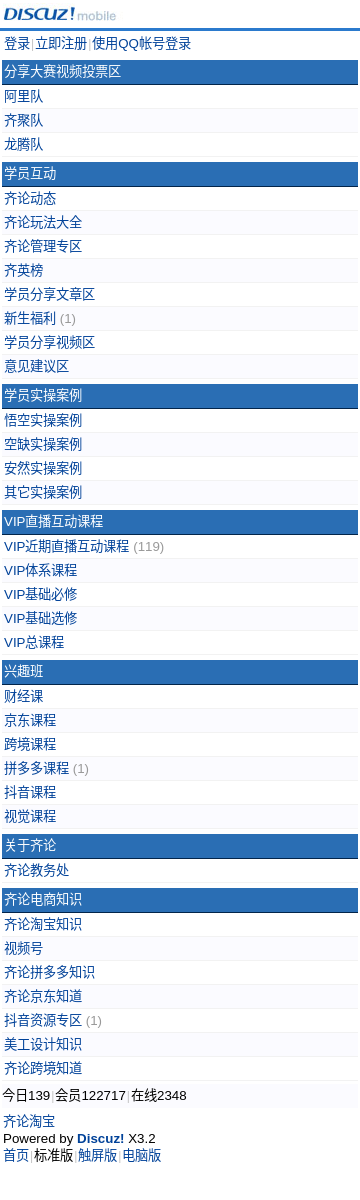 DISCUZ! mobile
登录|立即注册|使用QQ帐号登录
分享大赛视频投票区
阿里队
齐聚队
龙腾队
学员互动
齐论动态
齐论玩法大全
齐论管理专区
齐英榜
学员分享文章区
新生福利 (1)
学员分享视频区
意见建议区
学员实操案例
悟空实操案例
空缺实操案例
安然实操案例
其它实操案例
VIP直播互动课程
VIP近期直播互动课程 (119)
VIP体系课程
VIP基础必修
VIP基础选修
VIP总课程
兴趣班
财经课
京东课程
跨境课程
拼多多课程 (1)
抖音课程
视觉课程
关于齐论
齐论教务处
齐论电商知识
齐论淘宝知识
视频号
齐论拼多多知识
齐论京东知道
抖音资源专区 (1)
美工设计知识
齐论跨境知道
今日139|会员122717|在线2348
齐论淘宝
Powered by Discuz! X3.2
首页|标准版|触屏版|电脑版